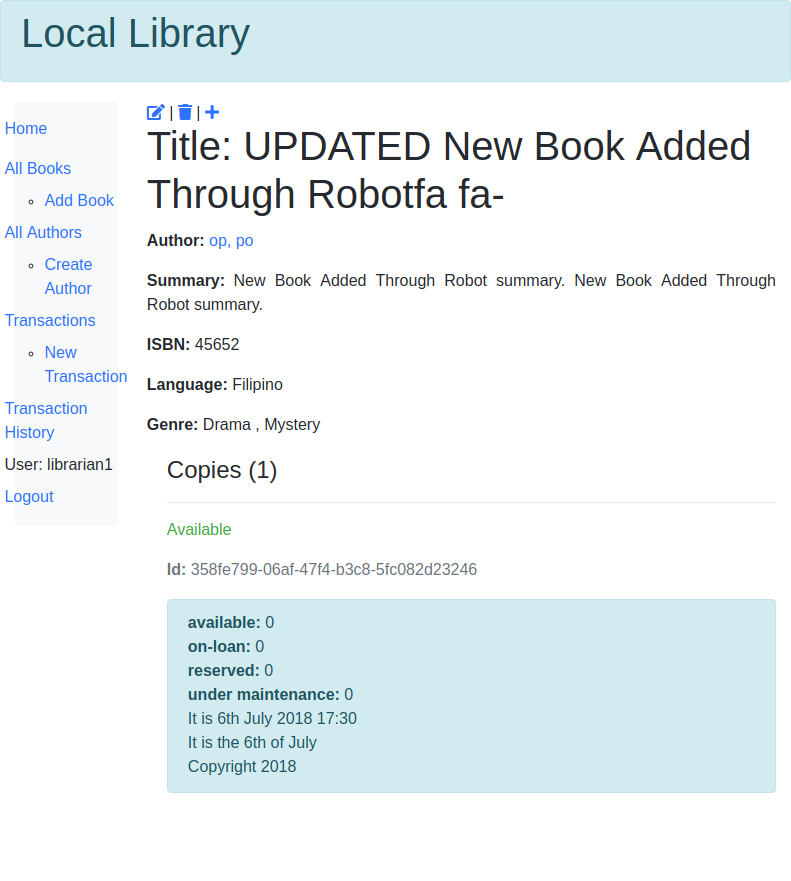 Local Library
Home
All Books
Add Book
All Authors
Create
Author
Transactions
New
Transaction
Transaction
History
User: librarian1
Logout
| |
Title: UPDATED New Book Added
Through Robotfa fa-
Author: op, po
Summary: New Book Added Through Robot summary. New Book Added Through
Robot summary.
ISBN: 45652
Language: Filipino
Genre: Drama , Mystery
Copies (1)
Available
Id: 358fe799-06af-47f4-b3c8-5fc082d23246
available: 0
on-loan: 0
reserved: 0
under maintenance: 0
It is 6th July 2018 17:30
It is the 6th of July
Copyright 2018